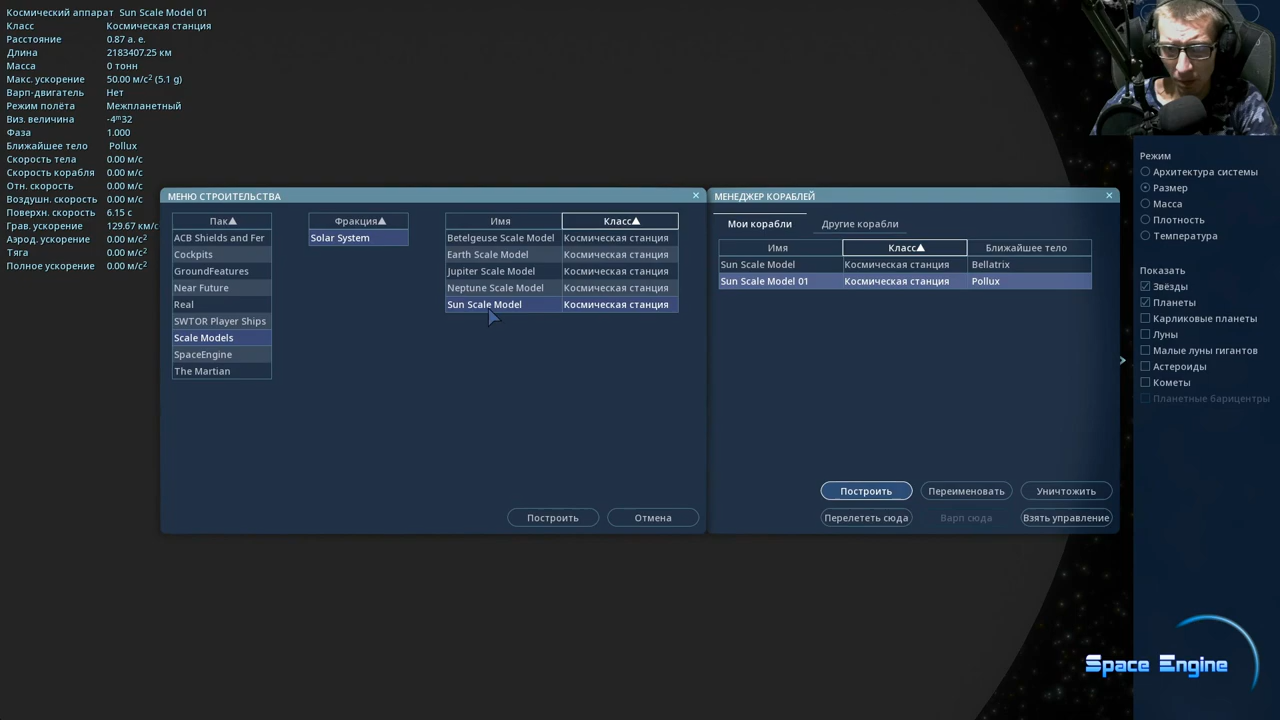 Космический аппарат Sun Scale Model 01
Класс Космическая станция
Расстояние 0.87 а. е.
Длина 2183407.25 км
Масса 0 тонн
Макс. ускорение 50.00 м/с² (5.1 g)
Варп-двигатель Нет
Режим полёта Межпланетный
Виз. величина -4ᵐ32
Фаза 1.000
Ближайшее тело Pollux
Скорость тела 0.00 м/с
Скорость корабля 0.00 м/с
Отн. скорость 0.00 м/с
Воздушн. скорость 0.00 м/с
Поверхн. скорость 6.15 с
Грав. ускорение 129.67 км/с
Аэрод. ускорение 0.00 м/с²
Тяга 0.00 м/с²
Полное ускорение 0.00 м/с²
МЕНЮ СТРОИТЕЛЬСТВА
Пак▲ Фракция▲ Имя Класс▲
ACB Shields and Fer Solar System Betelgeuse Scale Model Космическая станция
Cockpits Earth Scale Model Космическая станция
GroundFeatures Jupiter Scale Model Космическая станция
Near Future Neptune Scale Model Космическая станция
Real Sun Scale Model Космическая станция
SWTOR Player Ships
Scale Models
SpaceEngine
The Martian
Построить Отмена
МЕНЕДЖЕР КОРАБЛЕЙ
Мои корабли Другие корабли
Имя Класс▲ Ближайшее тело
Sun Scale Model Космическая станция Bellatrix
Sun Scale Model 01 Космическая станция Pollux
Построить Переименовать Уничтожить
Перелететь сюда Варп сюда Взять управление
Режим
Архитектура системы
Размер
Масса
Плотность
Температура
Показать
Звёзды
Планеты
Карликовые планеты
Луны
Малые луны гигантов
Астероиды
Кометы
Планетные барицентры
Space Engine